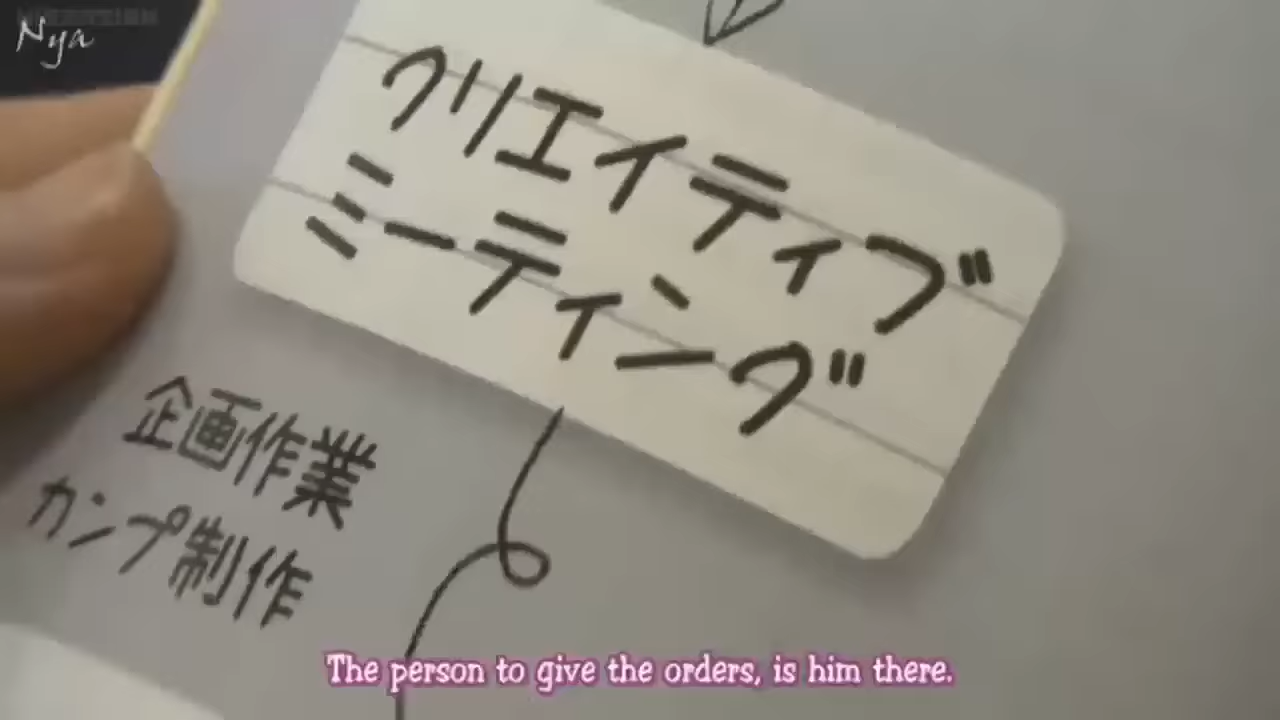 Nya
クリエイティブ
ミーティング
企画作業
カンプ制作
The person to give the orders, is him there.